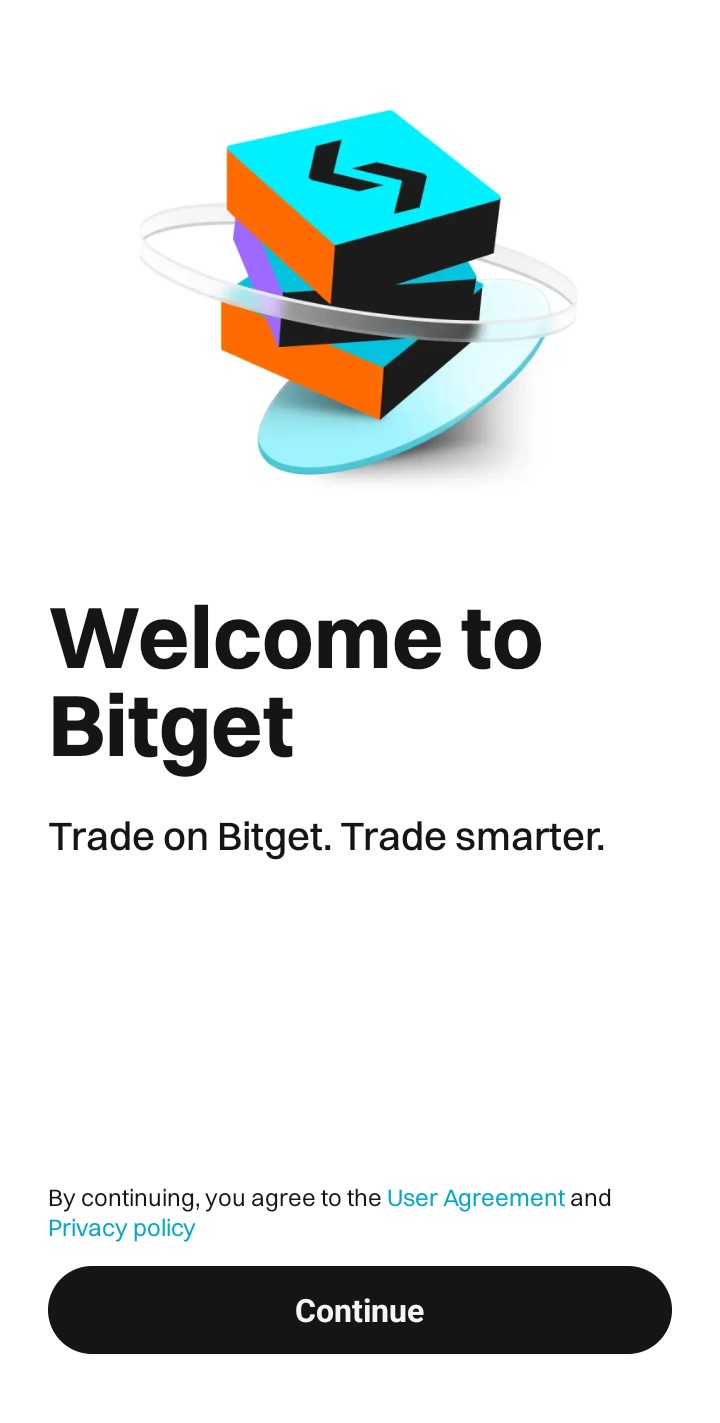 Welcome to
Bitget
Trade on Bitget. Trade smarter.
By continuing, you agree to the User Agreement and
Privacy policy
Continue